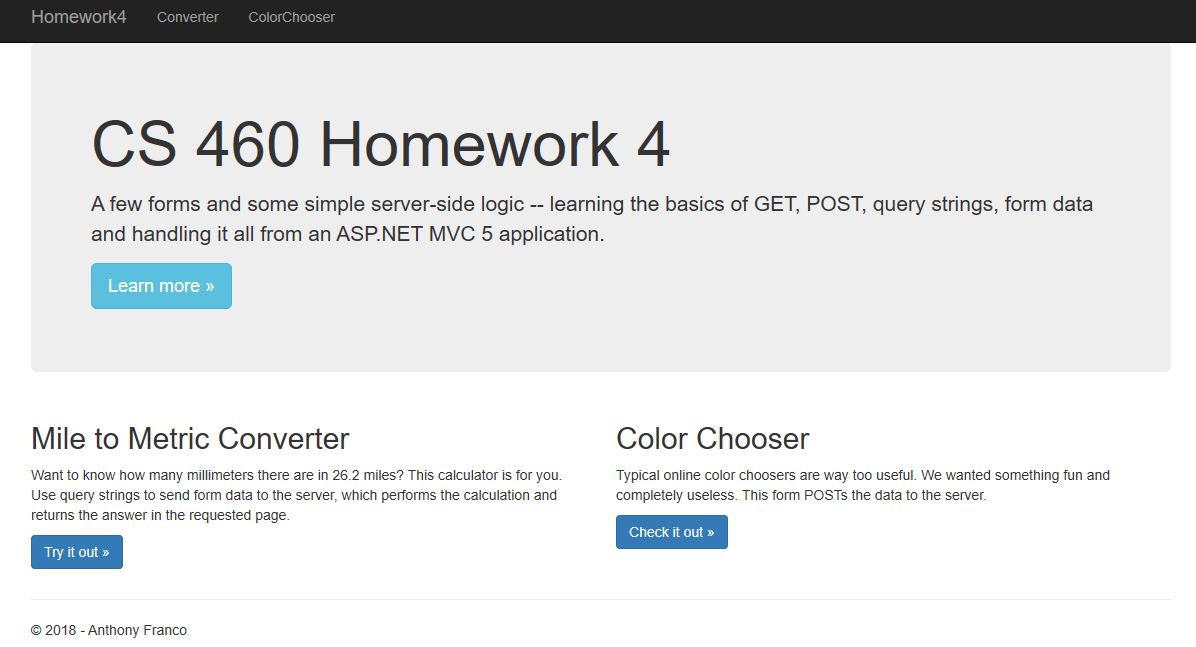 Homework4 Converter ColorChooser
CS 460 Homework 4
A few forms and some simple server-side logic -- learning the basics of GET, POST, query strings, form data
and handling it all from an ASP.NET MVC 5 application.
Learn more »
Mile to Metric Converter
Want to know how many millimeters there are in 26.2 miles? This calculator is for you.
Use query strings to send form data to the server, which performs the calculation and
returns the answer in the requested page.
Try it out »
Color Chooser
Typical online color choosers are way too useful. We wanted something fun and
completely useless. This form POSTs the data to the server.
Check it out »
© 2018 - Anthony Franco